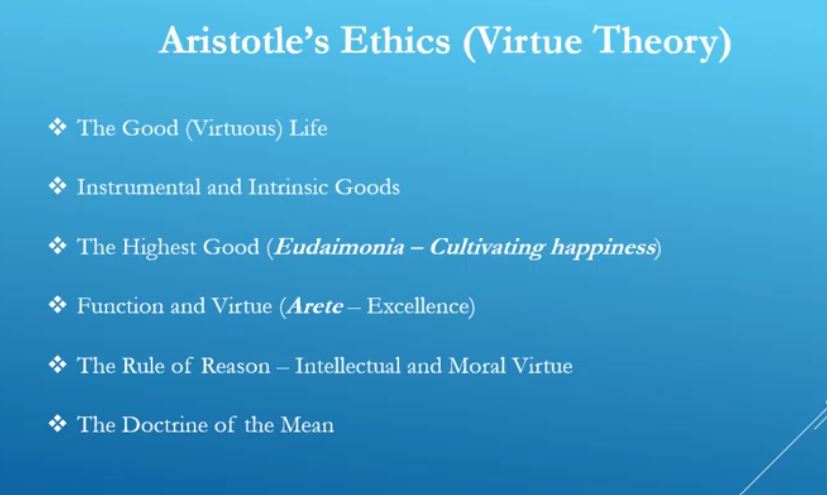 Aristotle’s Ethics (Virtue Theory)
❖ The Good (Virtuous) Life
❖ Instrumental and Intrinsic Goods
❖ The Highest Good (Eudaimonia – Cultivating happiness)
❖ Function and Virtue (Arete – Excellence)
❖ The Rule of Reason – Intellectual and Moral Virtue
❖ The Doctrine of the Mean